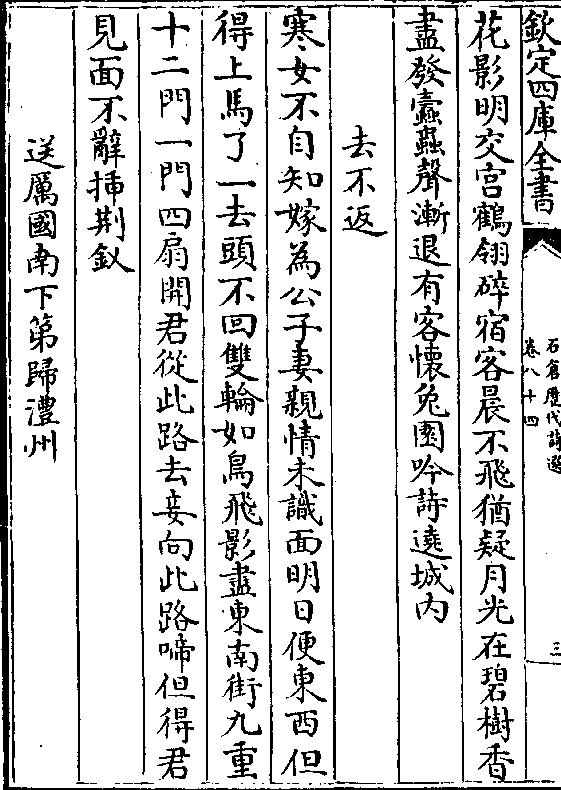 欽定四庫全書
石倉歷代詩選
卷八十四
三
花影明交宫鶴翎碎宿客晨不飛猶疑月光在碧樹香
盡發蠧蟲聲漸退有客懷兔園吟詩遶城内
去不返
寒女不自知嫁為公子妻親情未識面明日便東西但
得上馬了一去頭不回雙輪如鳥飛影盡東南街九重
十二門一門四扇開君從此路去妾向此路啼但得君
見面不辭揷荆釵
送厲國南下第歸澧州